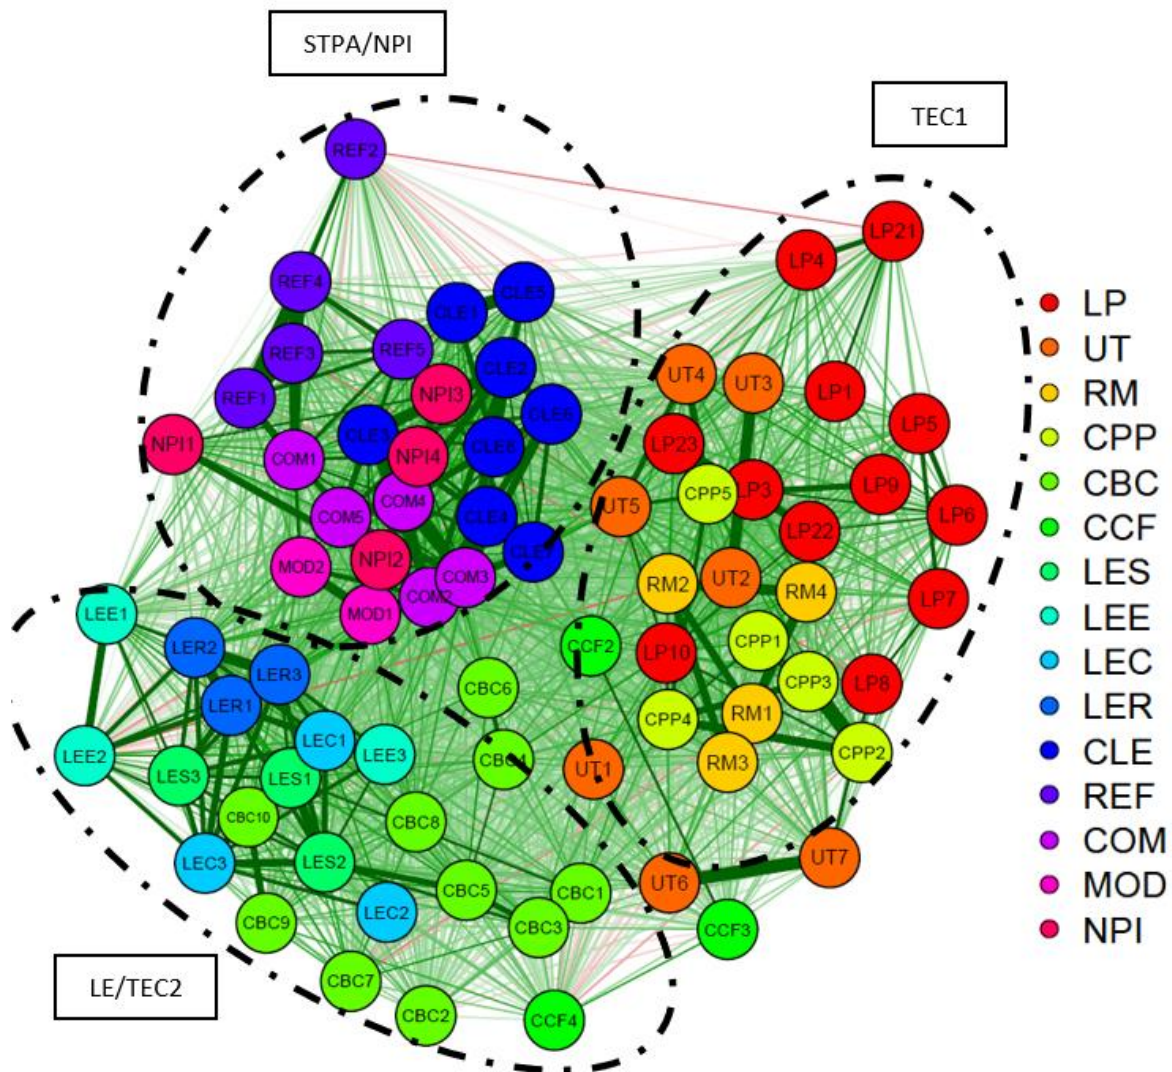 STPA/NPI
TEC1
REF2
LP21
LP4
REF4
CLE5
CLE1
REF3
REF5
CLE2
UT4
UT3
LP1
REF1
NPI3
CLE6
LP5
NPI1
CLE3
LP23
COM1
NPI4
LP3
LP9
CPP5
COM4
UT5
COM5
CLE4
LP6
LP22
NPI2
MOD2
COM3
UT2
RM2
RM4
COM2
LP7
LEE1
MOD1
CPP1
LER2
CCF2
LP10
LER3
CPP3
LP8
CBC6
LER1
CPP4
RM1
LEC1
LEE2
LEE3
CPP2
RM3
LES3
LES1
UT1
CBC10
CBC8
LEC3
LES2
UT7
UT6
CBC5
CBC1
LEC2
CBC9
CBC3
CCF3
CBC7
CBC2
CCF4
LE/TEC2
LP
UT
RM
CPP
CBC
CCF
LES
LEE
LEC
LER
CLE
REF
COM
MOD
NPI